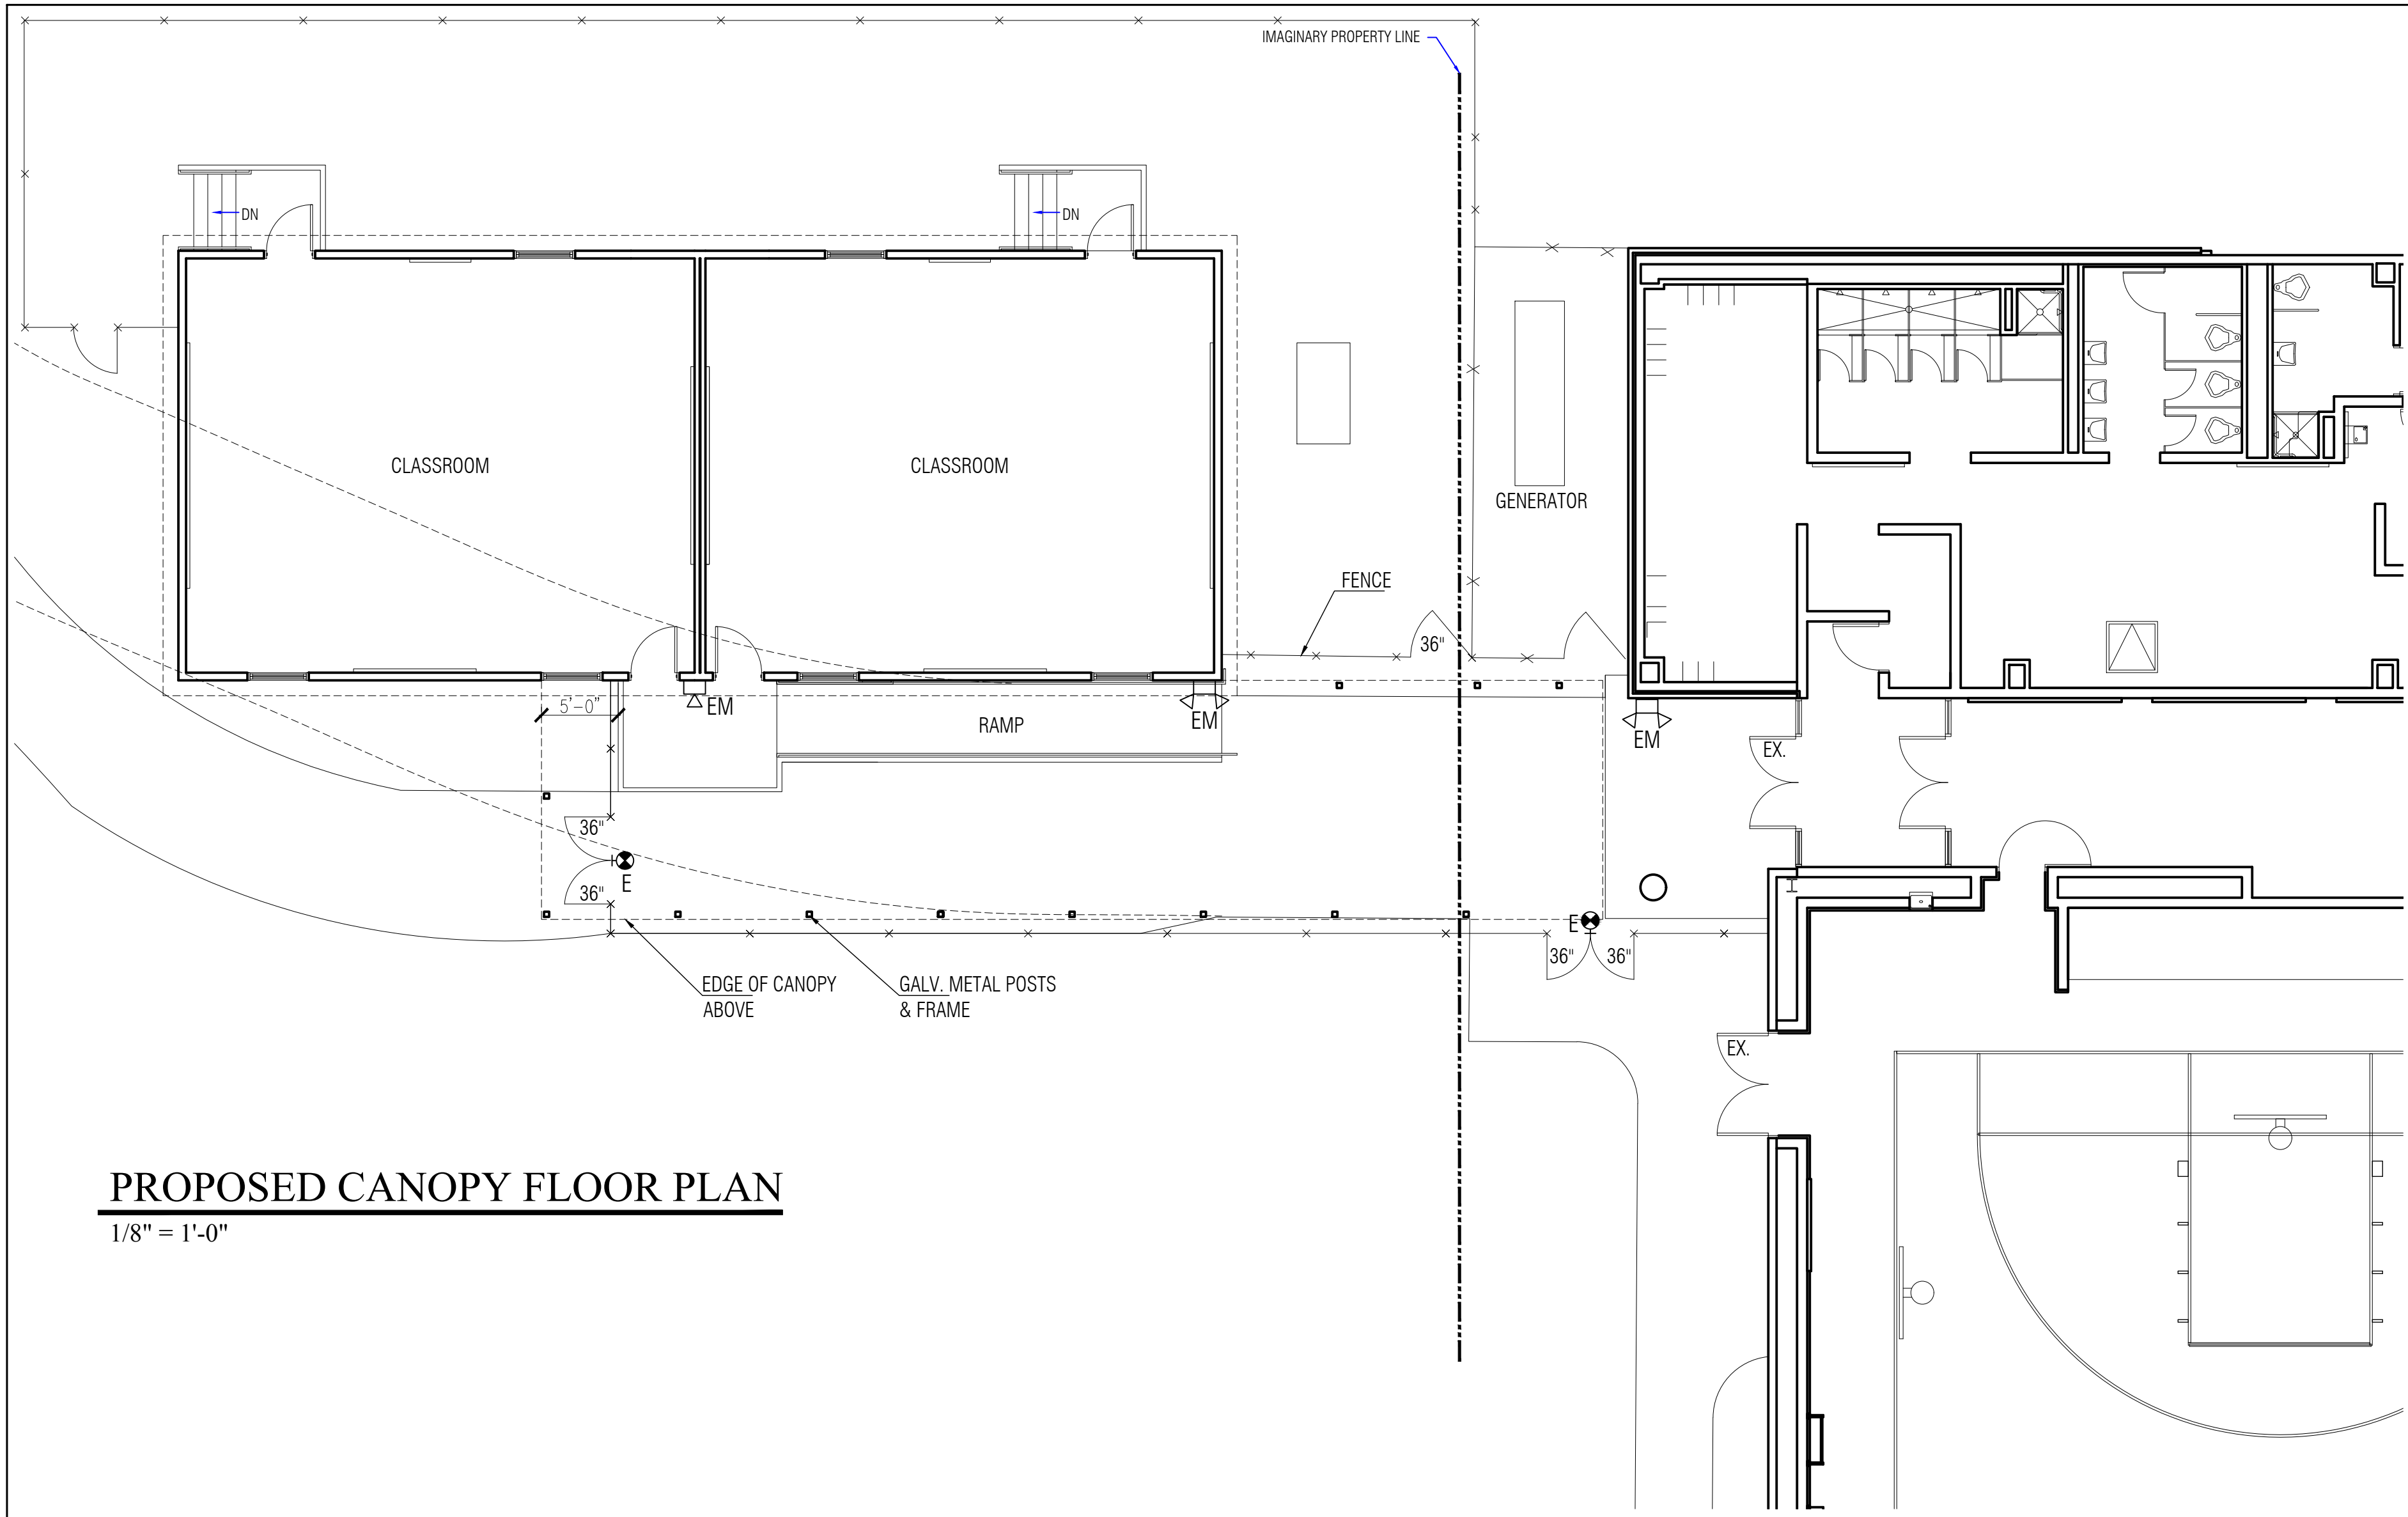 IMAGINARY PROPERTY LINE
DN
DN
CLASSROOM
CLASSROOM
GENERATOR
FENCE
36"
5'-0"
EM
EM
RAMP
EM
EX.
36"
E
36"
E
36"
36"
EDGE OF CANOPY
ABOVE
GALV. METAL POSTS
& FRAME
EX.
PROPOSED CANOPY FLOOR PLAN
1/8" = 1'-0"